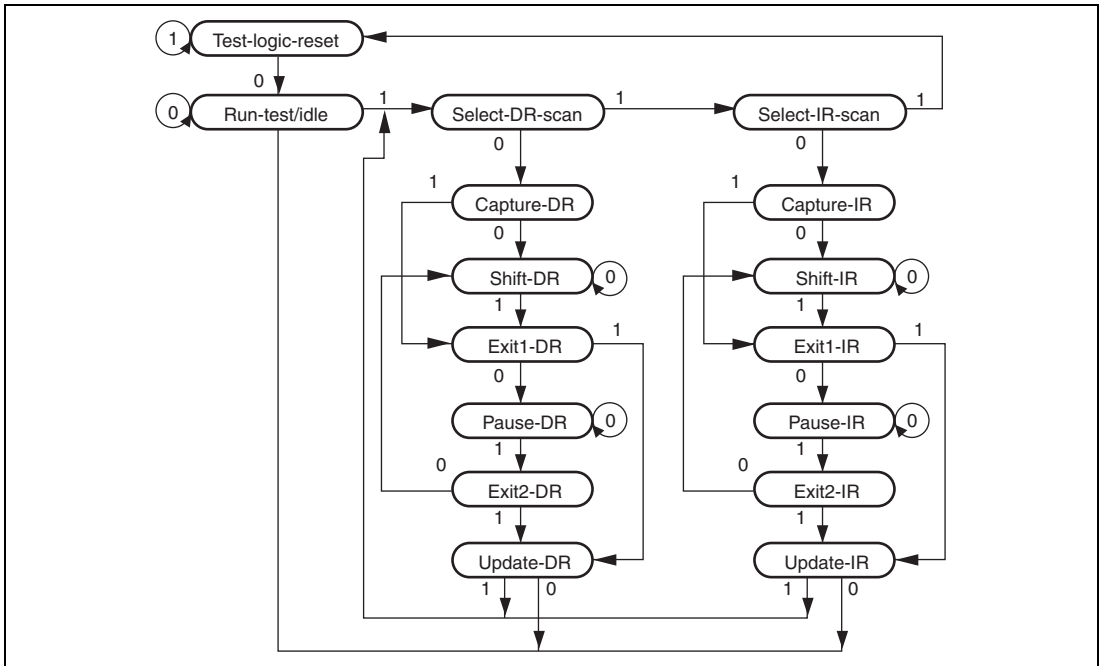 1 Test-logic-reset
0
0 Run-test/idle 1 Select-DR-scan 1 Select-IR-scan 1
0 0
1 1
Capture-DR Capture-IR
0 0
Shift-DR 0 Shift-IR 0
1 1
Exit1-DR 1 Exit1-IR 1
0 0
Pause-DR 0 Pause-IR 0
1 1
0 0
Exit2-DR Exit2-IR
1 1
Update-DR Update-IR
1 0 1 0